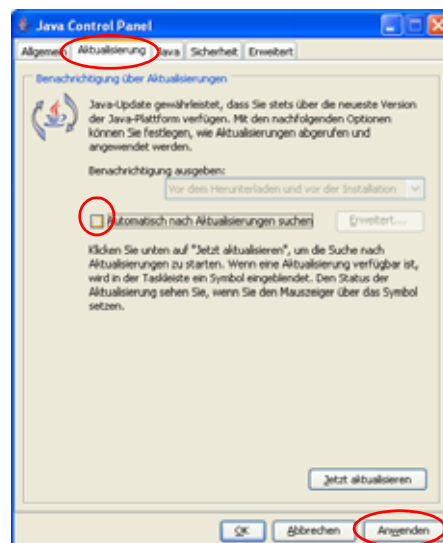 Java Control Panel
Allgemein Aktualisierung Java Sicherheit Erweitert
Benachrichtigung über Aktualisierungen
Java-Update gewährleistet, dass Sie stets über die neueste Version
der Java-Plattform verfügen. Mit den nachfolgenden Optionen
können Sie festlegen, wie Aktualisierungen abgerufen und
angewendet werden.
Benachrichtigung ausgeben:
Vor dem Herunterladen und vor der Installation
Automatisch nach Aktualisierungen suchen Erweitert...
Klicken Sie unten auf "Jetzt aktualisieren", um die Suche nach
Aktualisierungen zu starten. Wenn eine Aktualisierung verfügbar ist,
wird in der Taskleiste ein Symbol eingeblendet. Den Status der
Aktualisierung sehen Sie, wenn Sie den Mauszeiger über das Symbol
setzen.
Jetzt aktualisieren
OK Abbrechen Anwenden